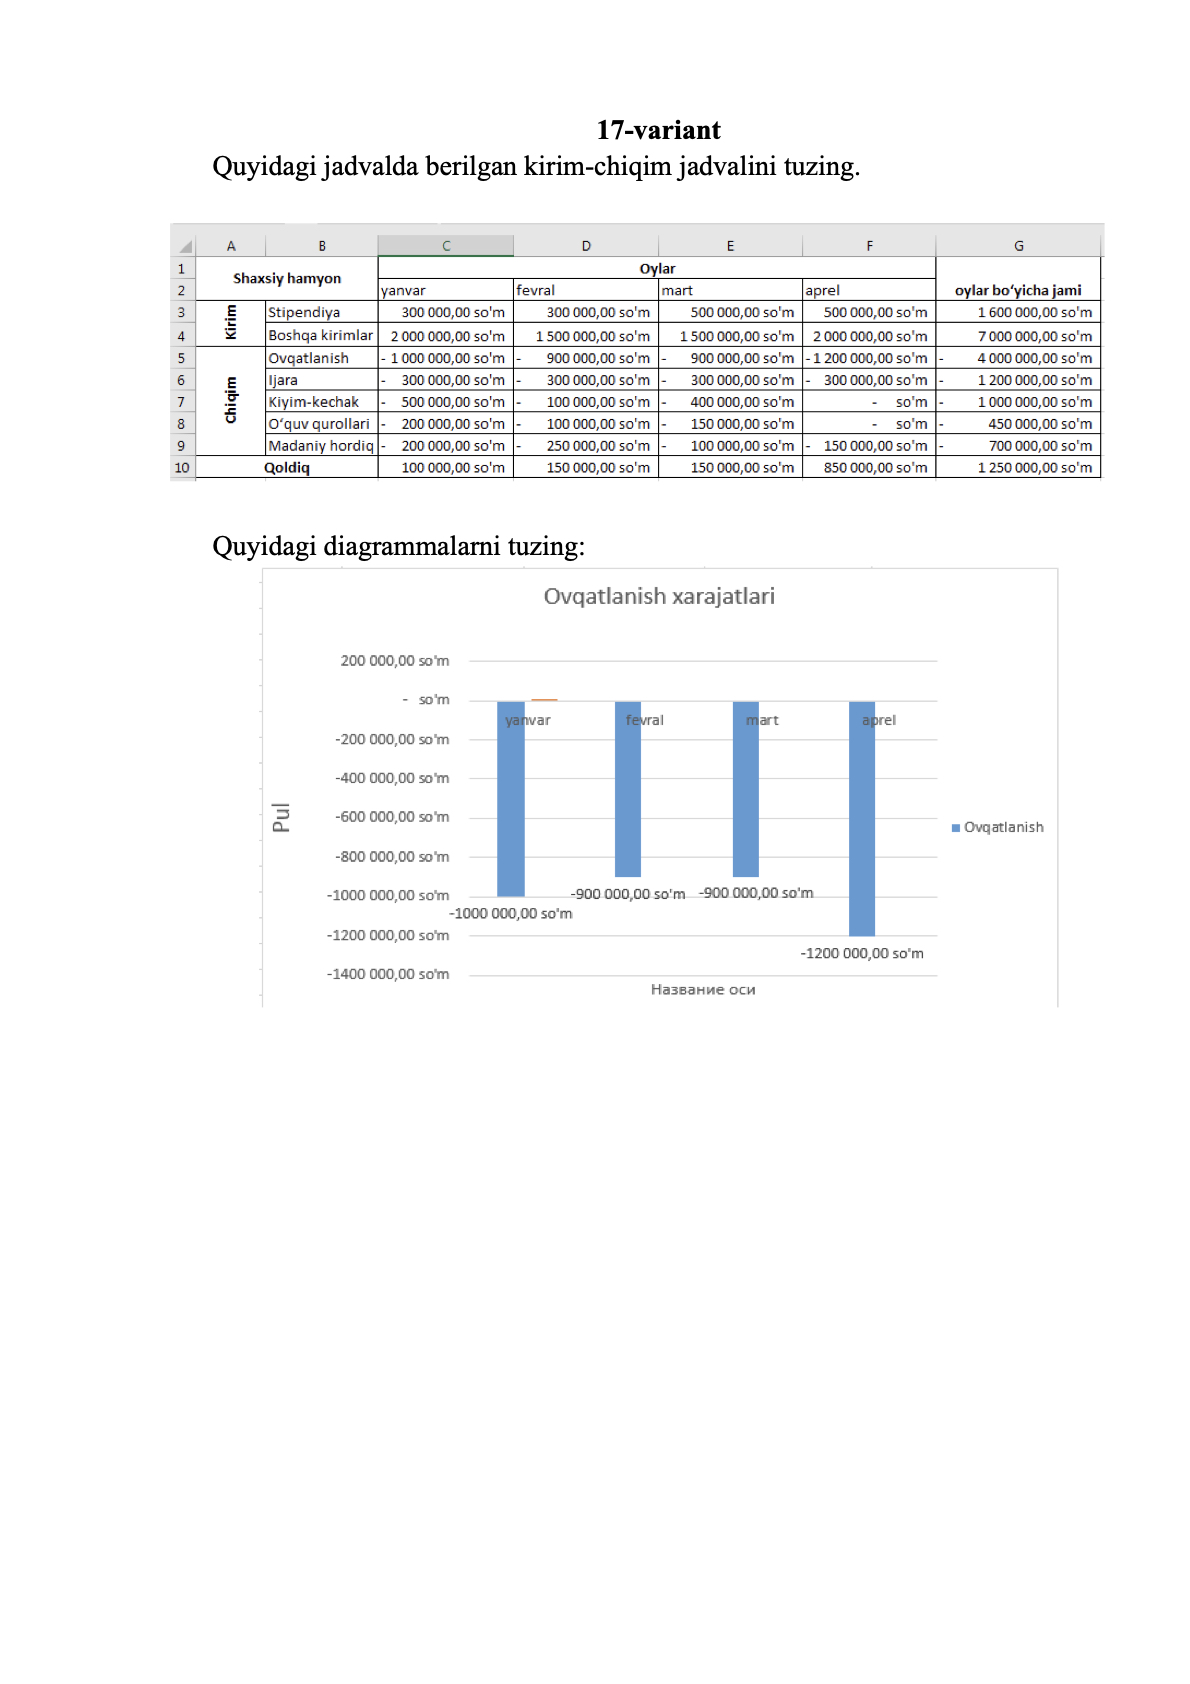 17-variant
Quyidagi jadvalda berilgan kirim-chiqim jadvalini tuzing.
A B C D E F G
1 Shaxsiy hamyon Oylar oylar bo‘yicha jami
2 yanvar fevral mart aprel
3 Kirim Stipendiya 300 000,00 so'm 300 000,00 so'm 500 000,00 so'm 500 000,00 so'm 1 600 000,00 so'm
4 Boshqa kirimlar 2 000 000,00 so'm 1 500 000,00 so'm 1 500 000,00 so'm 2 000 000,00 so'm 7 000 000,00 so'm
5 Chiqim Ovqatlanish - 1 000 000,00 so'm - 900 000,00 so'm - 900 000,00 so'm - 1 200 000,00 so'm - 4 000 000,00 so'm
6 Ijara - 300 000,00 so'm - 300 000,00 so'm - 300 000,00 so'm - 300 000,00 so'm - 1 200 000,00 so'm
7 Kiyim-kechak - 500 000,00 so'm - 100 000,00 so'm - 400 000,00 so'm - so'm - 1 000 000,00 so'm
8 O‘quv qurollari - 200 000,00 so'm - 100 000,00 so'm - 150 000,00 so'm - so'm - 450 000,00 so'm
9 Madaniy hordiq - 200 000,00 so'm - 250 000,00 so'm - 100 000,00 so'm - 150 000,00 so'm - 700 000,00 so'm
10 Qoldiq 100 000,00 so'm 150 000,00 so'm 150 000,00 so'm 850 000,00 so'm 1 250 000,00 so'm
Quyidagi diagrammalarni tuzing:
Ovqatlanish xarajatlari
200 000,00 so'm
- so'm
yanvar fevral mart aprel
-200 000,00 so'm
-400 000,00 so'm
Pul
-600 000,00 so'm
Ovqatlanish
-800 000,00 so'm
-1000 000,00 so'm
-900 000,00 so'm -900 000,00 so'm
-1000 000,00 so'm
-1200 000,00 so'm
-1200 000,00 so'm
-1400 000,00 so'm
Название оси